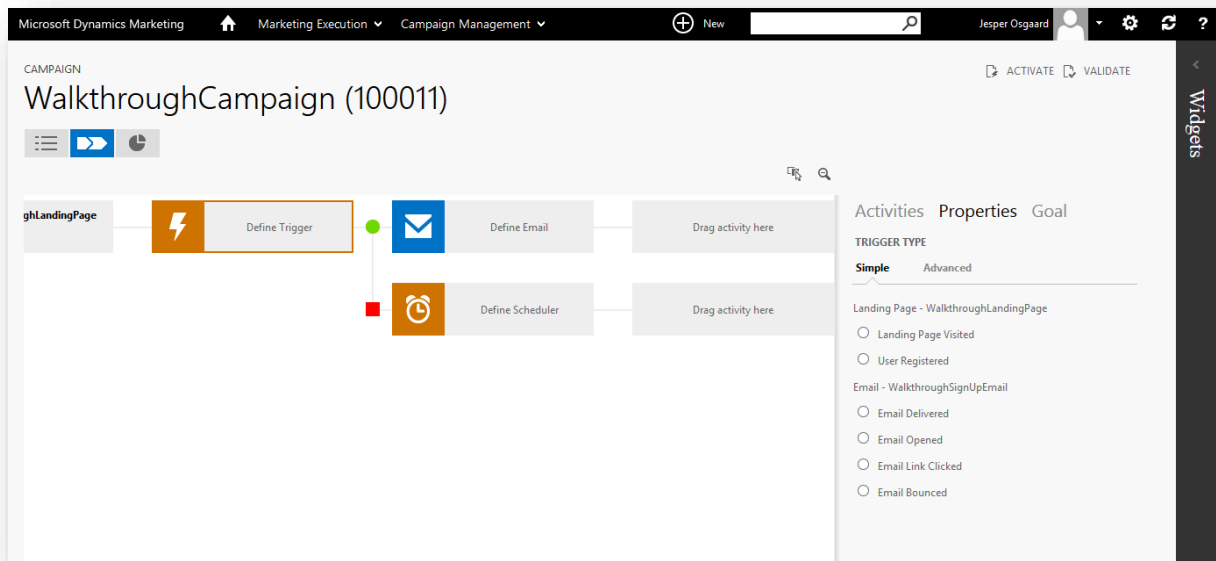 Microsoft Dynamics Marketing Marketing Execution Campaign Management New Jesper Osgaard ?
CAMPAIGN
ACTIVATE VALIDATE
WalkthroughCampaign (100011)
Widgets
ghLandingPage
Define Trigger
Define Email
Drag activity here
Define Scheduler
Drag activity here
Activities Properties Goal
TRIGGER TYPE
Simple Advanced
Landing Page - WalkthroughLandingPage
Landing Page Visited
User Registered
Email - WalkthroughSignUpEmail
Email Delivered
Email Opened
Email Link Clicked
Email Bounced